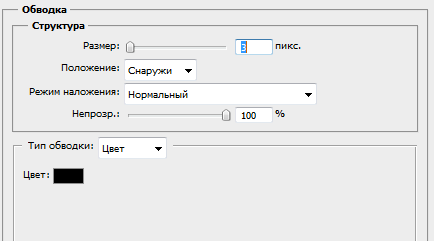 Обводка
Структура
Размер: 3 пикс.
Положение: Снаружи
Режим наложения: Нормальный
Непрозр.: 100 %
Тип обводки: Цвет
Цвет: